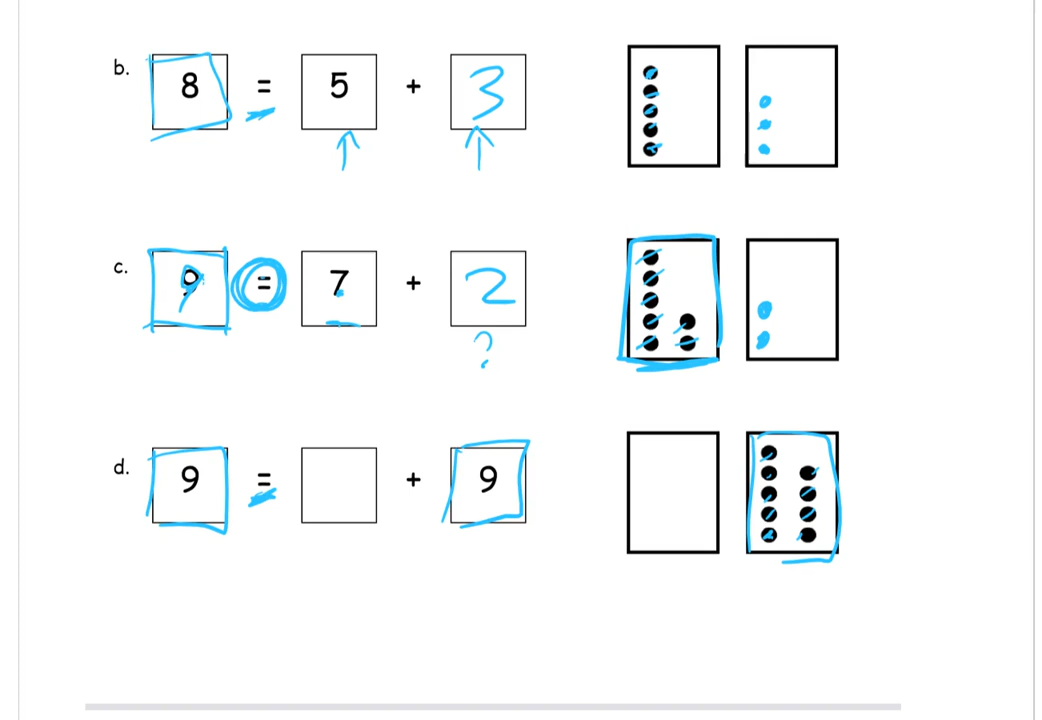 b. 8 = 5 + 3
c. 9 = 7 + 2
?
d. 9 = + 9